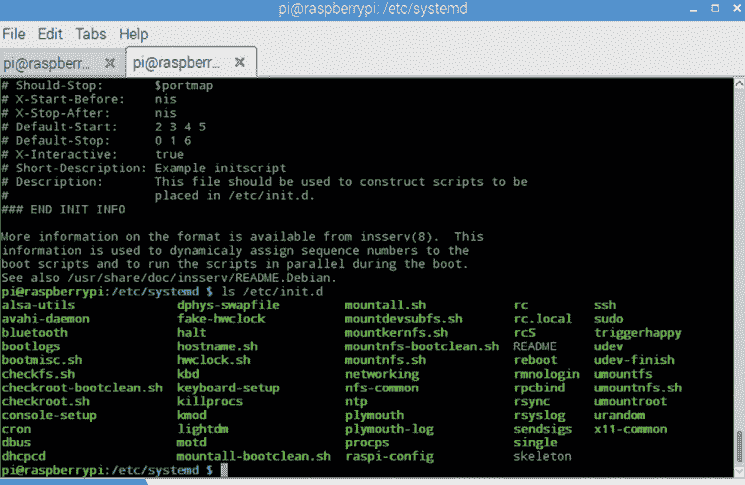 pi@raspberrypi: /etc/systemd
File Edit Tabs Help
pi@raspberr... × pi@raspberr... ×
# Should-Stop:       $portmap
# X-Start-Before:    nis
# X-Stop-After:      nis
# Default-Start:     2 3 4 5
# Default-Stop:      0 1 6
# X-Interactive:     true
# Short-Description: Example initscript
# Description:       This file should be used to construct scripts to be
#                    placed in /etc/init.d.
### END INIT INFO
More information on the format is available from insserv(8).  This
information is used to dynamicaly assign sequence numbers to the
boot scripts and to run the scripts in parallel during the boot.
See also /usr/share/doc/insserv/README.Debian.
pi@raspberrypi:/etc/systemd $ ls /etc/init.d
alsa-utils            dphys-swapfile         mountall.sh            rc         ssh
avahi-daemon          fake-hwclock           mountdevsubfs.sh       rc.local   sudo
bluetooth             halt                   mountkernfs.sh         rcS        triggerhappy
bootlogs              hostname.sh            mountnfs-bootclean.sh  README     udev
bootmisc.sh           hwclock.sh             mountnfs.sh            reboot     udev-finish
checkfs.sh            kbd                    networking             rmnologin  umountfs
checkroot-bootclean.sh  keyboard-setup       nfs-common             rpcbind    umountnfs.sh
checkroot.sh          killprocs              ntp                    rsync      umountroot
console-setup         kmod                   plymouth               rsyslog    urandom
cron                  lightdm                plymouth-log           sendsigs   x11-common
dbus                  motd                   procps                 single
dhcpcd                mountall-bootclean.sh  raspi-config           skeleton
pi@raspberrypi:/etc/systemd $